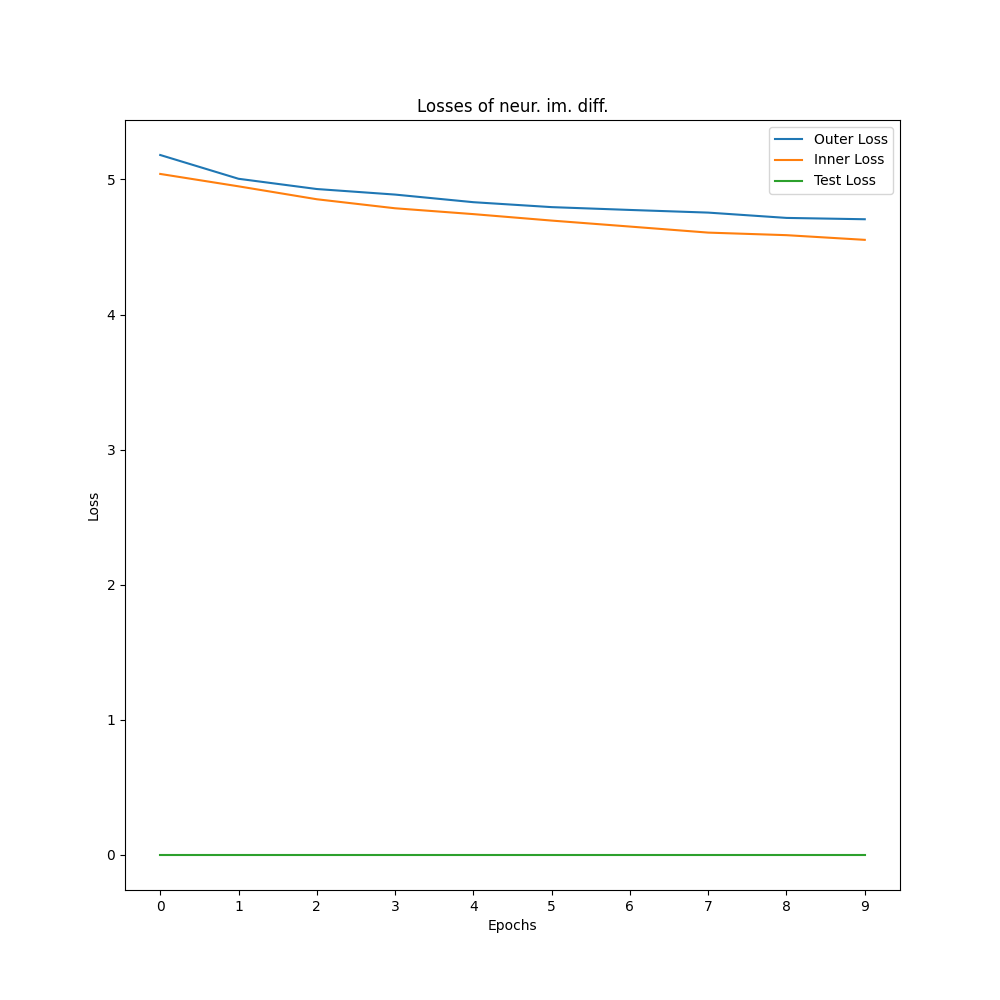 Losses of neur. im. diff.
Outer Loss
Inner Loss
Test Loss
5
4
3
2
1
0
Loss
0 1 2 3 4 5 6 7 8 9
Epochs